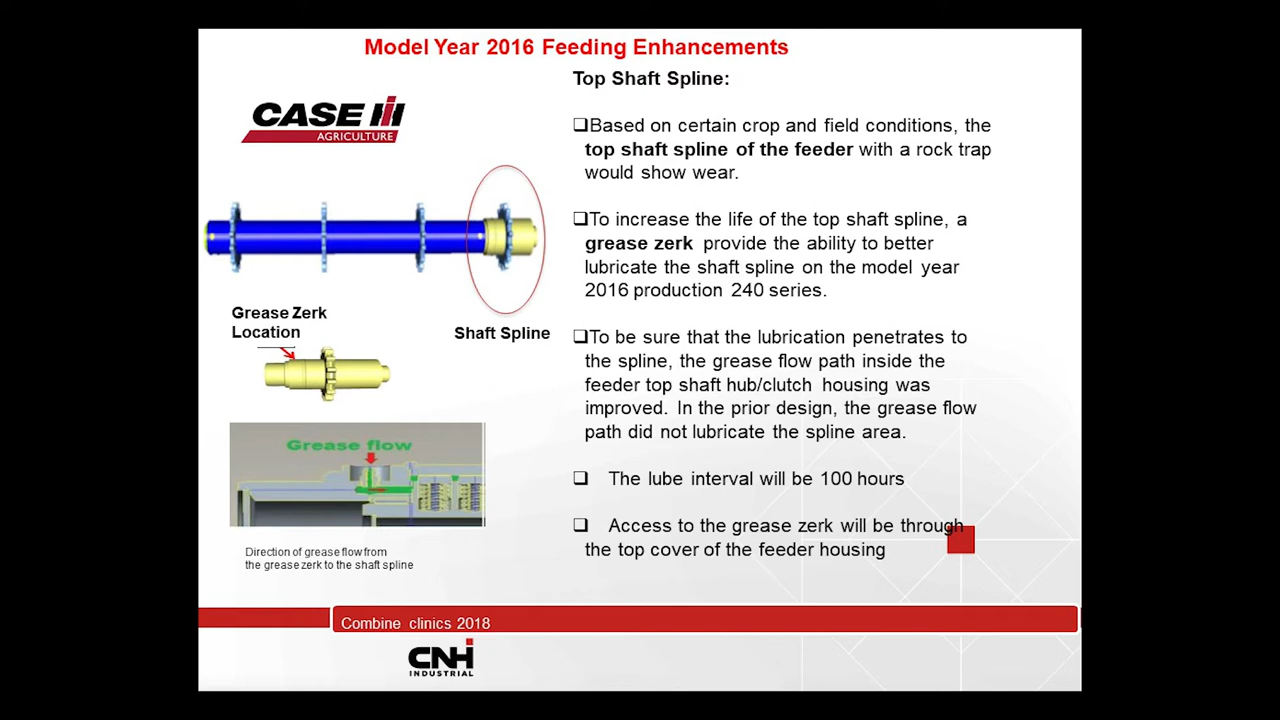 Model Year 2016 Feeding Enhancements
Top Shaft Spline:
CASE IH
AGRICULTURE
❑Based on certain crop and field conditions, the
top shaft spline of the feeder with a rock trap
would show wear.
❑To increase the life of the top shaft spline, a
grease zerk provide the ability to better
lubricate the shaft spline on the model year
2016 production 240 series.
Grease Zerk
Location
Shaft Spline
❑To be sure that the lubrication penetrates to
the spline, the grease flow path inside the
feeder top shaft hub/clutch housing was
improved. In the prior design, the grease flow
path did not lubricate the spline area.
Grease flow
❑ The lube interval will be 100 hours
❑ Access to the grease zerk will be through
the top cover of the feeder housing
Direction of grease flow from
the grease zerk to the shaft spline
Combine clinics 2018
CNH
INDUSTRIAL